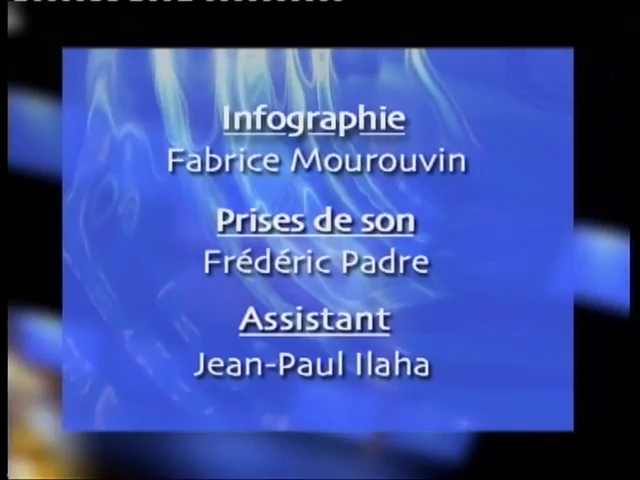 Infographie
Fabrice Mourouvin
Prises de son
Frédéric Padre
Assistant
Jean-Paul Ilaha